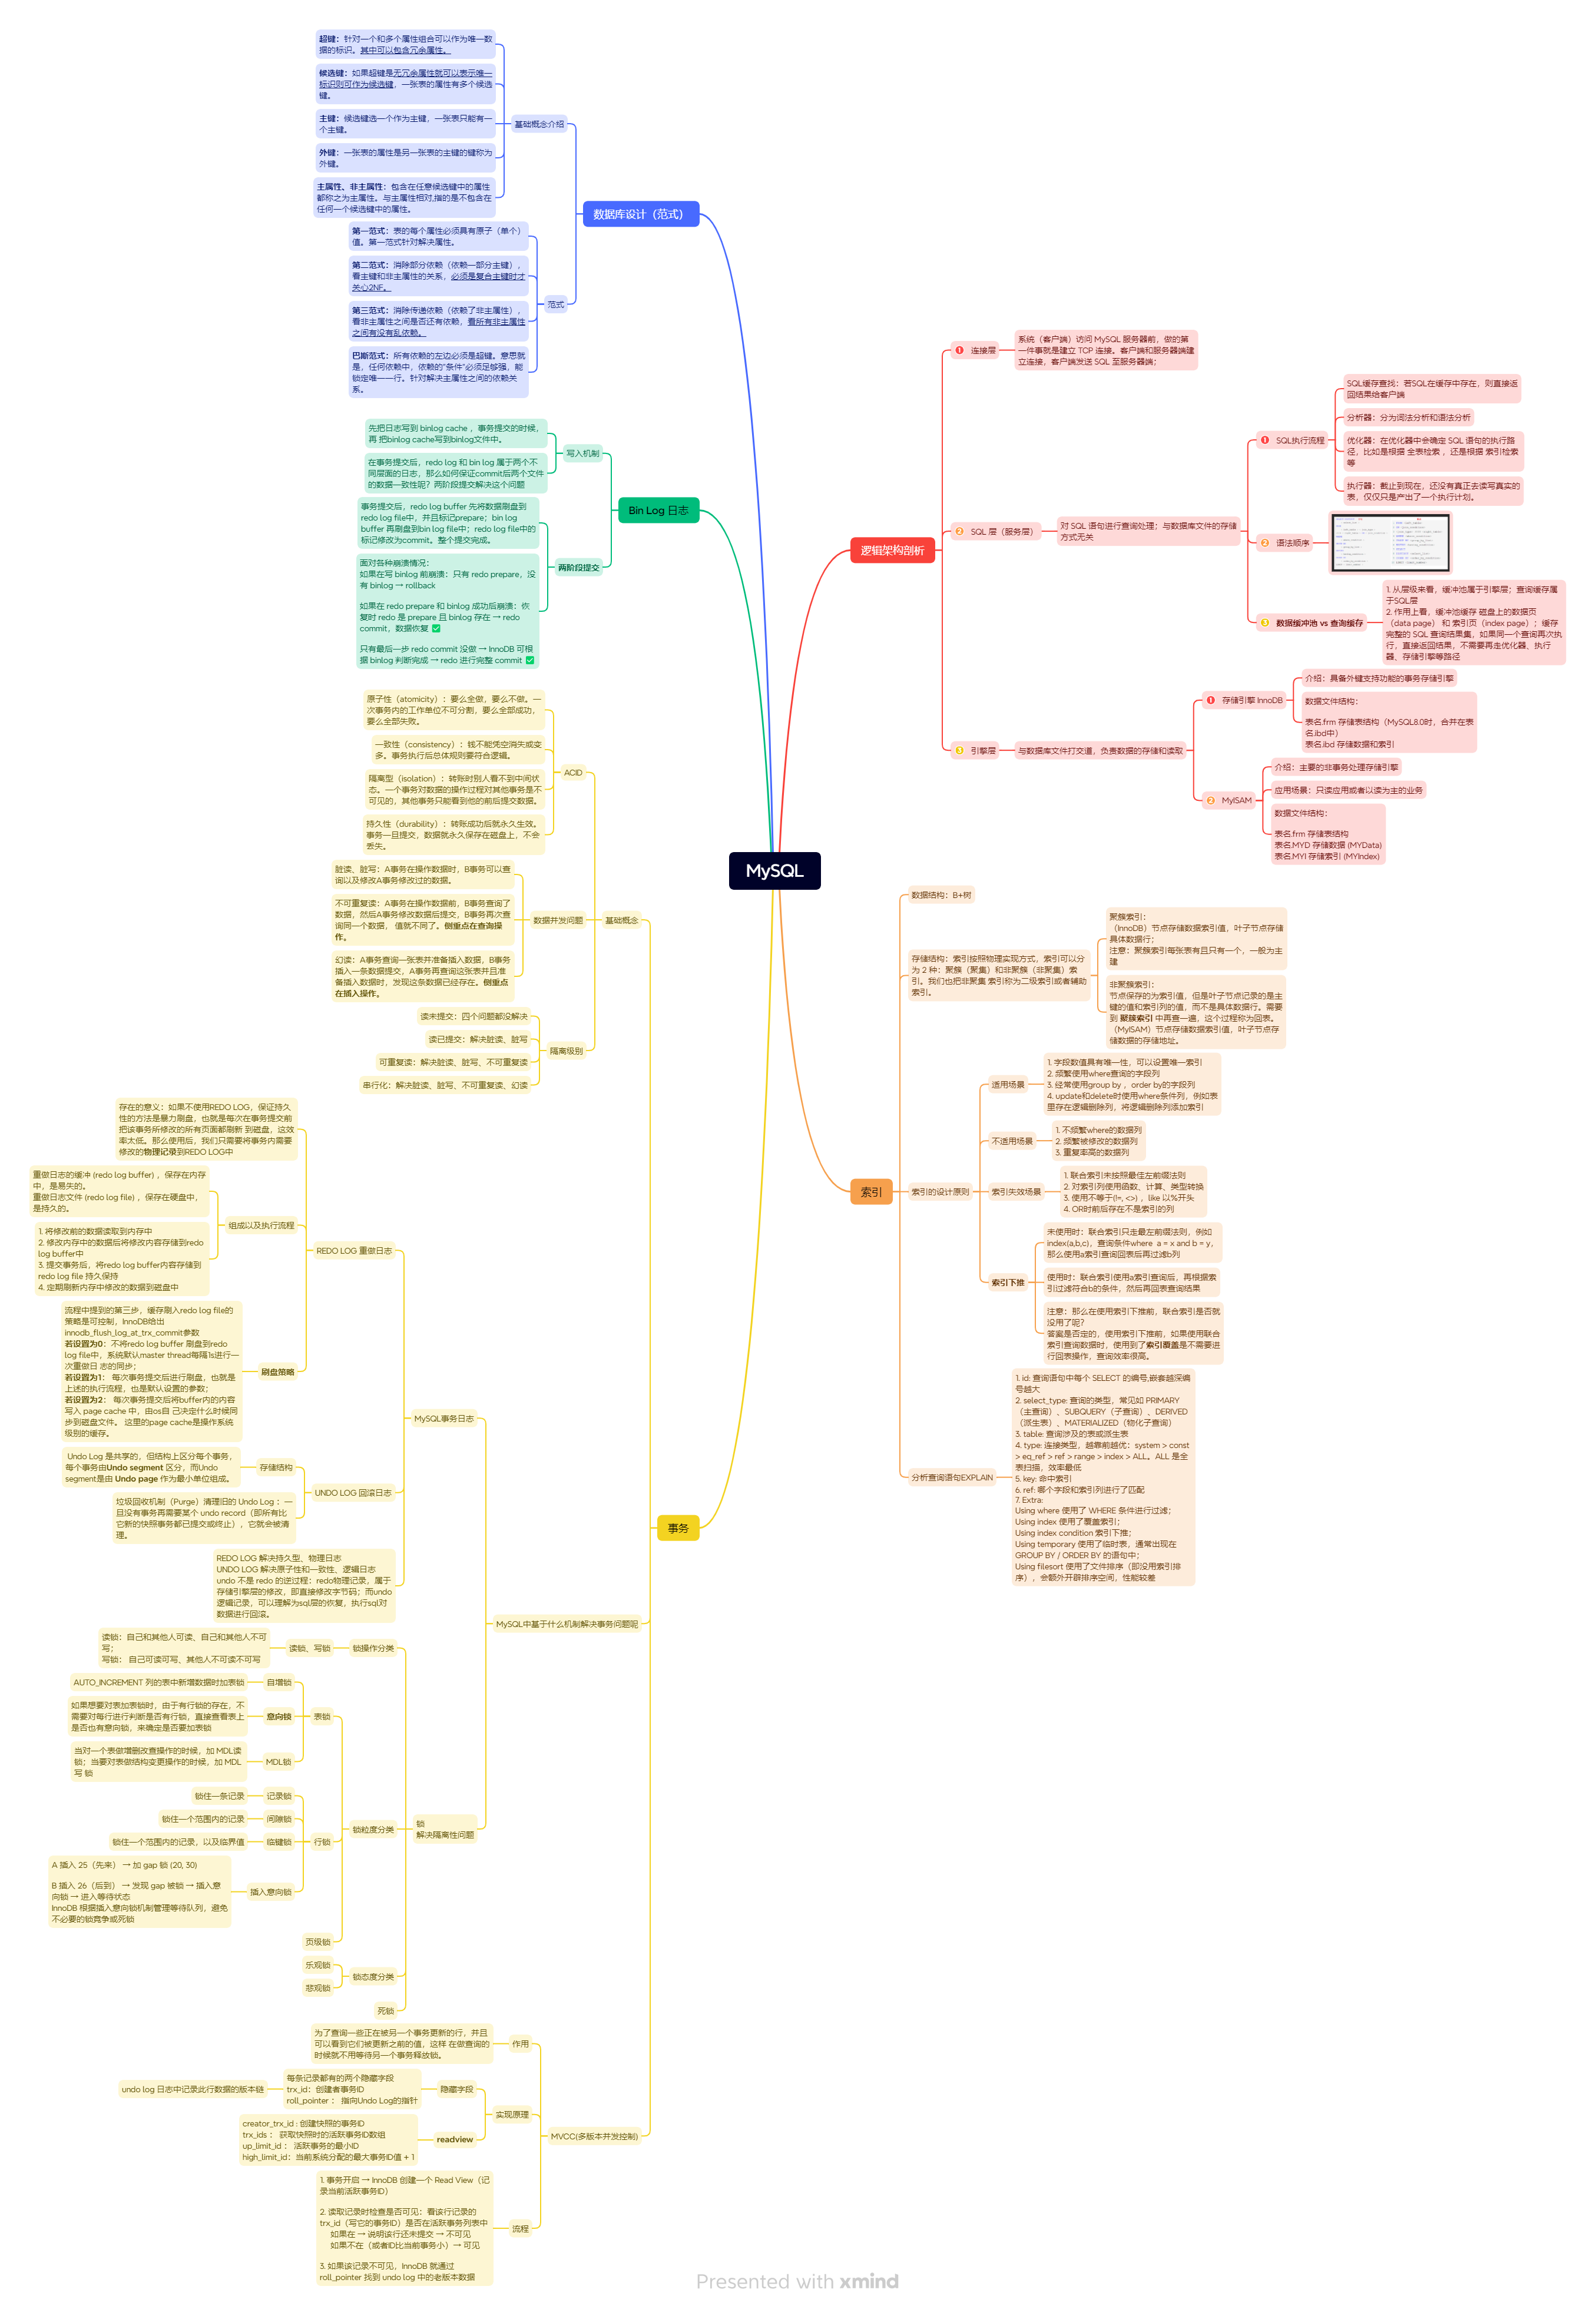 MySQL
逻辑架构剖析
连接层
系统（客户端）访问 MySQL 服务器前，做的第
一件事就是建立 TCP 连接。客户端和服务器端建
立连接，客户端发送 SQL 至服务器端；
SQL 层（服务层）
对 SQL 语句进行查询处理；与数据库文件的存储
方式无关
SQL执行流程
SQL缓存查找：若SQL在缓存中存在，则直接返
回结果给客户端
分析器：分为词法分析和语法分析
优化器：在优化器中会确定 SQL 语句的执行路
径，比如是根据 全表检索 ，还是根据 索引检索
等
执行器：截止到现在，还没有真正去读写真实的
表，仅仅只是产出了一个执行计划。
语法顺序
数据缓冲池 vs 查询缓存
1. 从层级来看，缓冲池属于引擎层；查询缓存属
于SQL层
2. 作用上看，缓冲池缓存 磁盘上的数据页
（data page） 和 索引页（index page）；缓存
完整的 SQL 查询结果集，如果同一个查询再次执
行，直接返回结果，不需要再走优化器、执行
器、存储引擎等路径
引擎层
与数据库文件打交道，负责数据的存储和读取
存储引擎 InnoDB
介绍：具备外键支持功能的事务存储引擎
数据文件结构：
表名.frm 存储表结构（MySQL8.0时，合并在表
名.ibd中）
表名.ibd 存储数据和索引
MyISAM
介绍：主要的非事务处理存储引擎
应用场景：只读应用或者以读为主的业务
数据文件结构：
表名.frm 存储表结构
表名.MYD 存储数据 (MYData)
表名.MYI 存储索引 (MYIndex)
索引
数据结构：B+树
存储结构：索引按照物理实现方式，索引可以分
为 2 种：聚簇（聚集）和非聚簇（非聚集）索
引。我们也把非聚集 索引称为二级索引或者辅助
索引。
聚簇索引：
（InnoDB）节点存储数据索引值，叶子节点存储
具体数据行；
注意：聚簇索引每张表有且只有一个，一般为主
建
非聚簇索引：
节点保存的为索引值，但是叶子节点记录的是主
键的值和索引列的值，而不是具体数据行。需要
到 聚簇索引 中再查一遍，这个过程称为回表。
（MyISAM）节点存储数据索引值，叶子节点存
储数据的存储地址。
索引的设计原则
适用场景
1. 字段数值具有唯一性，可以设置唯一索引
2. 频繁使用where查询的字段列
3. 经常使用group by ，order by的字段列
4. update和delete时使用where条件列，例如表
里存在逻辑删除列，将逻辑删除列添加索引
不适用场景
1. 不频繁where的数据列
2. 频繁被修改的数据列
3. 重复率高的数据列
索引失效场景
1. 联合索引未按照最佳左前缀法则
2. 对索引列使用函数、计算、类型转换
3. 使用不等于(!=, <>)，like 以%开头
4. OR时前后存在不是索引的列
索引下推
未使用时：联合索引只走最左前缀法则，例如
index(a,b,c)，查询条件where a = x and b = y，
那么使用a索引查询回表后再过滤b列
使用时：联合索引使用a索引查询后，再根据索
引过滤符合b的条件，然后再回表查询结果
注意：那么在使用索引下推前，联合索引是否就
没用了呢?
答案是否定的，使用索引下推前，如果使用联合
索引查询数据时，使用到了索引覆盖是不需要进
行回表操作，查询效率很高。
分析查询语句EXPLAIN
1. id: 查询语句中每个 SELECT 的编号,嵌套越深编
号越大
2. select_type: 查询的类型，常见如 PRIMARY
（主查询）、SUBQUERY（子查询）、DERIVED
（派生表）、MATERIALIZED（物化子查询）
3. table: 查询涉及的表或派生表
4. type: 连接类型，越靠前越优：system > const
> eq_ref > ref > range > index > ALL。ALL 是全
表扫描，效率最低
5. key: 命中索引
6. ref: 哪个字段和索引列进行了匹配
7. Extra:
Using where 使用了 WHERE 条件进行过滤；
Using index 使用了覆盖索引；
Using index condition 索引下推；
Using temporary 使用了临时表，通常出现在
GROUP BY / ORDER BY 的语句中；
Using filesort 使用了文件排序（即没用索引排
序），会额外开辟排序空间，性能较差
数据库设计（范式）
基础概念介绍
超键：针对一个和多个属性组合可以作为唯一数
据的标识。其中可以包含冗余属性。
候选键：如果超键是无冗余属性就可以表示唯一
标识则可作为候选键，一张表的属性有多个候选
键。
主键：候选键选一个作为主键，一张表只能有一
个主键。
外键：一张表的属性是另一张表的主键的键称为
外键。
主属性、非主属性：包含在任意候选键中的属性
都称之为主属性。与主属性相对,指的是不包含在
任何一个候选键中的属性。
范式
第一范式：表的每个属性必须具有原子（单个）
值。第一范式针对解决属性。
第二范式：消除部分依赖（依赖一部分主键），
看主键和非主属性的关系，必须是复合主键时才
关心2NF。
第三范式：消除传递依赖（依赖了非主属性），
看非主属性之间是否还有依赖，看所有非主属性
之间有没有乱依赖。
巴斯范式：所有依赖的左边必须是超键。意思就
是，任何依赖中，依赖的“条件”必须足够强，能
锁定唯一一行。针对解决主属性之间的依赖关
系。
Bin Log 日志
写入机制
先把日志写到 binlog cache ，事务提交的时候，
再 把binlog cache写到binlog文件中。
在事务提交后，redo log 和 bin log 属于两个不
同层面的日志，那么如何保证commit后两个文件
的数据一致性呢？两阶段提交解决这个问题
两阶段提交
事务提交后，redo log buffer 先将数据刷盘到
redo log file中，并且标记prepare；bin log
buffer 再刷盘到bin log file中；redo log file中的
标记修改为commit。整个提交完成。
面对各种崩溃情况：
如果在写 binlog 前崩溃：只有 redo prepare，没
有 binlog → rollback
如果在 redo prepare 和 binlog 成功后崩溃：恢
复时 redo 是 prepare 且 binlog 存在 → redo
commit，数据恢复 ✅
只有最后一步 redo commit 没做 → InnoDB 可根
据 binlog 判断完成 → redo 进行完整 commit ✅
事务
基础概念
ACID
原子性（atomicity）：要么全做，要么不做。一
次事务内的工作单位不可分割，要么全部成功，
要么全部失败。
一致性（consistency）：钱不能凭空消失或变
多。事务执行后总体规则要符合逻辑。
隔离型（isolation）：转账时别人看不到中间状
态。一个事务对数据的操作过程对其他事务是不
可见的，其他事务只能看到他的前后提交数据。
持久性（durability）：转账成功后就永久生效。
事务一旦提交，数据就永久保存在磁盘上，不会
丢失。
数据并发问题
脏读、脏写：A事务在操作数据时，B事务可以查
询以及修改A事务修改过的数据。
不可重复读：A事务在操作数据前，B事务查询了
数据，然后A事务修改数据后提交，B事务再次查
询同一个数据， 值就不同了。侧重点在查询操
作。
幻读：A事务查询一张表并准备插入数据，B事务
插入一条数据提交，A事务再查询这张表并且准
备插入数据时，发现这条数据已经存在。侧重点
在插入操作。
隔离级别
读未提交：四个问题都没解决
读已提交：解决脏读、脏写
可重复读：解决脏读、脏写、不可重复读
串行化：解决脏读、脏写、不可重复读、幻读
MySQL中基于什么机制解决事务问题呢
MySQL事务日志
REDO LOG 重做日志
存在的意义：如果不使用REDO LOG，保证持久
性的方法是暴力刷盘，也就是每次在事务提交前
把该事务所修改的所有页面都刷新 到磁盘，这效
率太低。那么使用后，我们只需要将事务内需要
修改的物理记录到REDO LOG中
组成以及执行流程
重做日志的缓冲 (redo log buffer) ，保存在内存
中，是易失的。
重做日志文件 (redo log file) ，保存在硬盘中，
是持久的。
1. 将修改前的数据读取到内存中
2. 修改内存中的数据后将修改内容存储到redo
log buffer中
3. 提交事务后，将redo log buffer内容存储到
redo log file 持久保持
4. 定期刷新内存中修改的数据到磁盘中
刷盘策略
流程中提到的第三步，缓存刷入redo log file的
策略是可控制，InnoDB给出
innodb_flush_log_at_trx_commit参数
若设置为0：不将redo log buffer 刷盘到redo
log file中，系统默认master thread每隔1s进行一
次重做日 志的同步；
若设置为1： 每次事务提交后进行刷盘，也就是
上述的执行流程，也是默认设置的参数；
若设置为2： 每次事务提交后将buffer内的内容
写入 page cache 中，由os自 己决定什么时候同
步到磁盘文件。 这里的page cache是操作系统
级别的缓存。
UNDO LOG 回滚日志
存储结构
Undo Log 是共享的，但结构上区分每个事务，
每个事务由Undo segment 区分，而Undo
segment是由 Undo page 作为最小单位组成。
垃圾回收机制（Purge）清理旧的 Undo Log： 一
旦没有事务再需要某个 undo record（即所有比
它新的快照事务都已提交或终止），它就会被清
理。
REDO LOG 解决持久型、物理日志
UNDO LOG 解决原子性和一致性、逻辑日志
undo 不是 redo 的逆过程：redo物理记录，属于
存储引擎层的修改，即直接修改字节码；而undo
逻辑记录，可以理解为sql层的恢复，执行sql对
数据进行回滚。
锁
解决隔离性问题
锁操作分类
读锁、写锁
读锁：自己和其他人可读、自己和其他人不可
写；
写锁： 自己可读可写、其他人不可读不可写
锁粒度分类
表锁
自增锁
AUTO_INCREMENT 列的表中新增数据时加表锁
意向锁
如果想要对表加表锁时，由于有行锁的存在，不
需要对每行进行判断是否有行锁，直接查看表上
是否也有意向锁，来确定是否要加表锁
MDL锁
当对一个表做增删改查操作的时候，加 MDL读
锁；当要对表做结构变更操作的时候，加 MDL
写 锁
行锁
记录锁
锁住一条记录
间隙锁
锁住一个范围内的记录
临键锁
锁住一个范围内的记录，以及临界值
插入意向锁
A 插入 25（先来） → 加 gap 锁 (20, 30)
B 插入 26（后到） → 发现 gap 被锁 → 插入意
向锁 → 进入等待状态
InnoDB 根据插入意向锁机制管理等待队列，避免
不必要的锁竞争或死锁
页级锁
锁态度分类
乐观锁
悲观锁
死锁
MVCC(多版本并发控制)
作用
为了查询一些正在被另一个事务更新的行，并且
可以看到它们被更新之前的值，这样 在做查询的
时候就不用等待另一个事务释放锁。
实现原理
隐藏字段
每条记录都有的两个隐藏字段
trx_id：创建者事务ID
roll_pointer ： 指向Undo Log的指针
undo log 日志中记录此行数据的版本链
readview
creator_trx_id : 创建快照的事务ID
trx_ids ： 获取快照时的活跃事务ID数组
up_limit_id ： 活跃事务的最小ID
high_limit_id：当前系统分配的最大事务ID值 + 1
流程
1. 事务开启 → InnoDB 创建一个 Read View（记
录当前活跃事务ID）
2. 读取记录时检查是否可见：看该行记录的
trx_id（写它的事务ID）是否在活跃事务列表中
如果在 → 说明该行还未提交 → 不可见
如果不在（或者ID比当前事务小）→ 可见
3. 如果该记录不可见，InnoDB 就通过
roll_pointer 找到 undo log 中的老版本数据
Presented with xmind